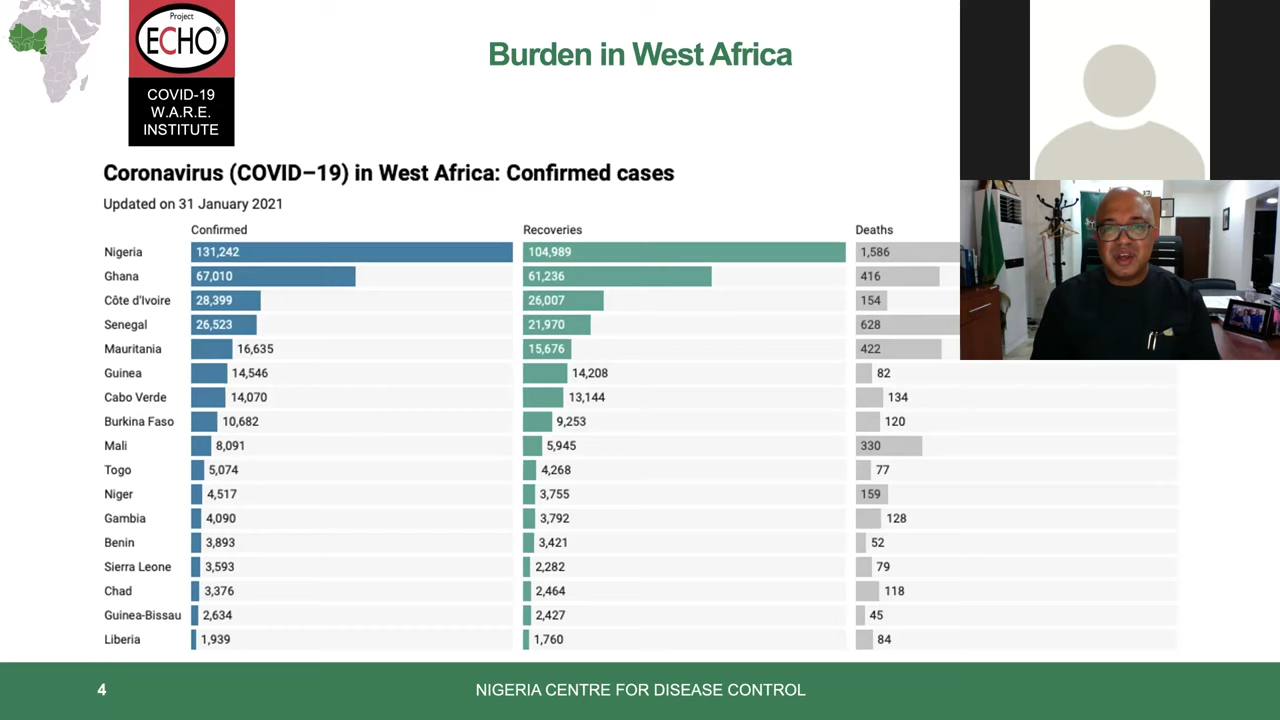 Project
ECHO®
COVID-19
W.A.R.E.
INSTITUTE
Burden in West Africa
Coronavirus (COVID–19) in West Africa: Confirmed cases
Updated on 31 January 2021
Confirmed Recoveries Deaths
Nigeria 131,242 104,989 1,586
Ghana 67,010 61,236 416
Côte d'Ivoire 28,399 26,007 154
Senegal 26,523 21,970 628
Mauritania 16,635 15,676 422
Guinea 14,546 14,208 82
Cabo Verde 14,070 13,144 134
Burkina Faso 10,682 9,253 120
Mali 8,091 5,945 330
Togo 5,074 4,268 77
Niger 4,517 3,755 159
Gambia 4,090 3,792 128
Benin 3,893 3,421 52
Sierra Leone 3,593 2,282 79
Chad 3,376 2,464 118
Guinea-Bissau 2,634 2,427 45
Liberia 1,939 1,760 84
4 NIGERIA CENTRE FOR DISEASE CONTROL